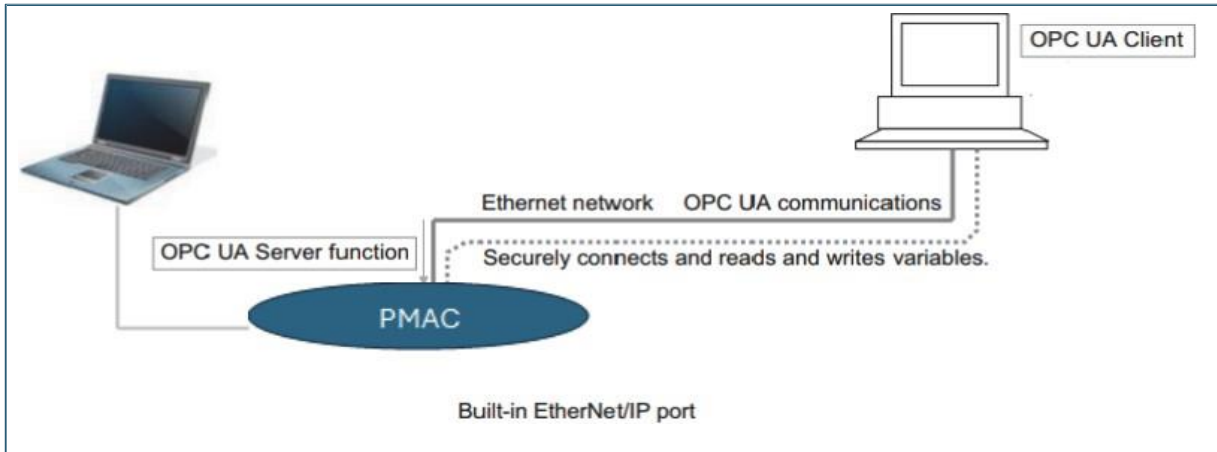 OPC UA Client
Ethernet network OPC UA communications
OPC UA Server function
Securely connects and reads and writes variables.
PMAC
Built-in EtherNet/IP port